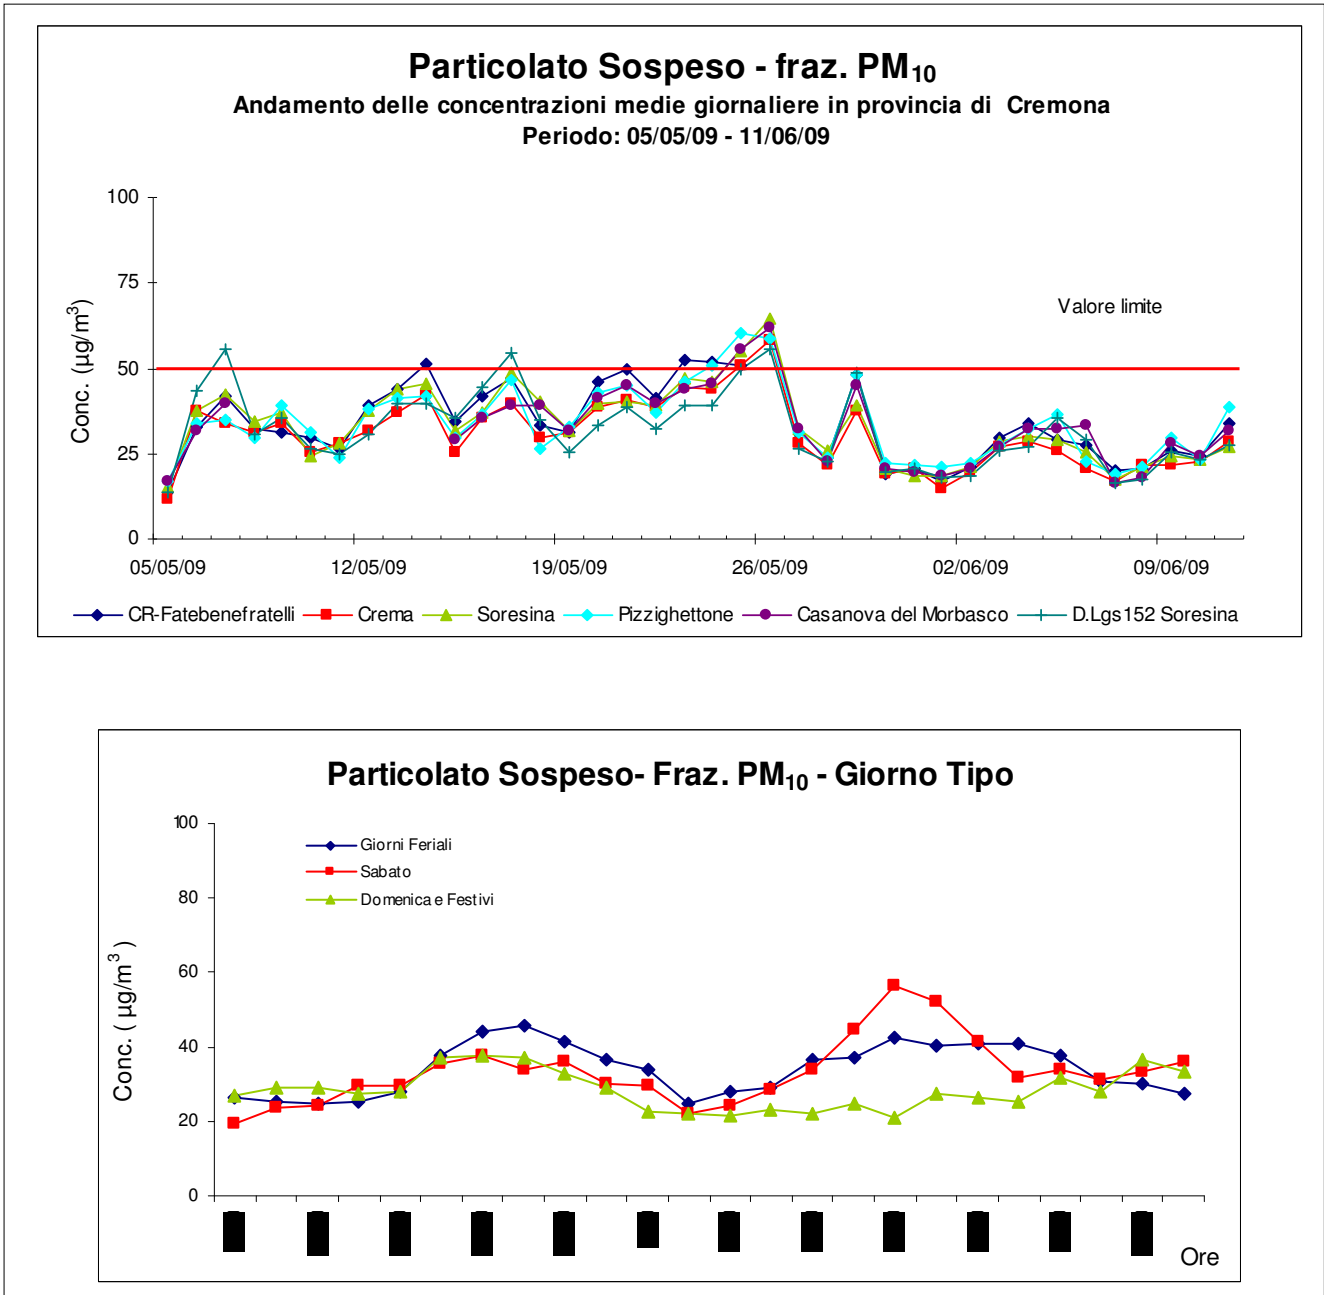 Particolato Sospeso - fraz. PM10
Andamento delle concentrazioni medie giornaliere in provincia di Cremona
Periodo: 05/05/09 - 11/06/09
100
75
50
25
0
Conc. (µg/m3)
Valore limite
05/05/09 12/05/09 19/05/09 26/05/09 02/06/09 09/06/09
CR-Fatebenefratelli Crema Soresina Pizzighettone Casanova del Morbasco D.Lgs152 Soresina
Particolato Sospeso- Fraz. PM10 - Giorno Tipo
100
80
60
40
20
0
Conc. ( µg/m3 )
Giorni Feriali
Sabato
Domenica e Festivi
Ore